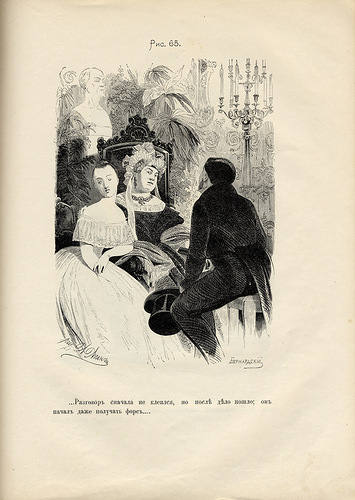 Рис. 65.
БЕРНАРДСКІЙ.
...Разговоръ сначала не клеился, но послѣ дѣло пошло; онъ
началъ даже получать форсъ....